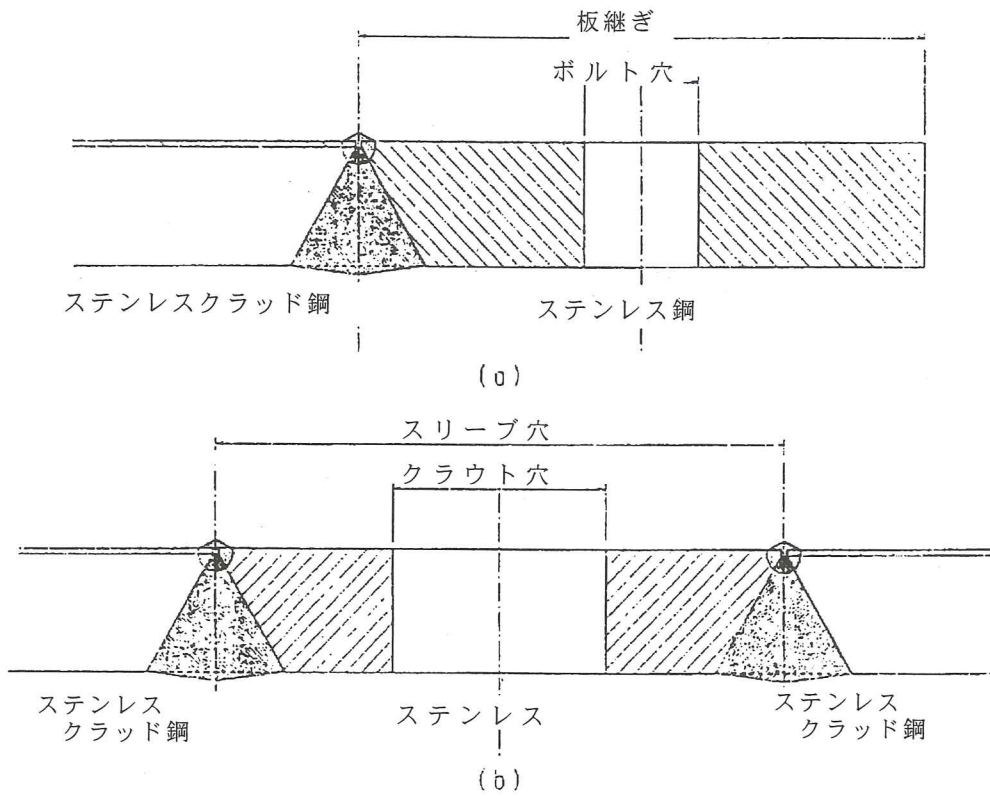 板継ぎ
ボルト穴
ステンレスクラッド鋼
ステンレス鋼
(a)
スリーブ穴
クラウト穴
ステンレス
クラッド鋼
ステンレス
ステンレス
クラッド鋼
(b)